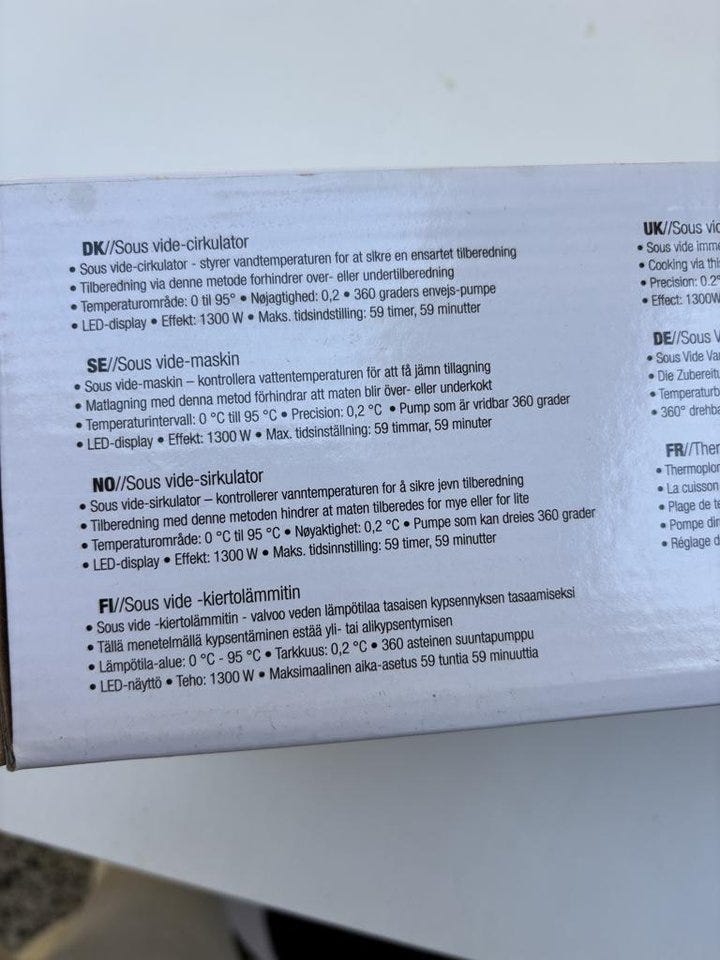 DK//Sous vide-cirkulator
• Sous vide-cirkulator - styrer vandtemperaturen for at sikre en ensartet tilberedning
• Tilberedning via denne metode forhindrer over- eller undertilberedning
• Temperaturområde: 0 til 95° • Nøjagtighed: 0,2 • 360 graders envejs-pumpe
• LED-display • Effekt: 1300 W • Maks. tidsindstilling: 59 timer, 59 minutter
SE//Sous vide-maskin
• Sous vide-maskin – kontrollera vattentemperaturen för att få jämn tillagning
• Matlagning med denna metod förhindrar att maten blir över- eller underkokt
• Temperaturintervall: 0 °C till 95 °C • Precision: 0,2 °C • Pump som är vridbar 360 grader
• LED-display • Effekt: 1300 W • Max. tidsinställning: 59 timmar, 59 minuter
NO//Sous vide-sirkulator
• Sous vide-sirkulator – kontrollerer vanntemperaturen for å sikre jevn tilberedning
• Tilberedning med denne metoden hindrer at maten tilberedes for mye eller for lite
• Temperaturområde: 0 °C til 95 °C • Nøyaktighet: 0,2 °C • Pumpe som kan dreies 360 grader
• LED-display • Effekt: 1300 W • Maks. tidsinnstilling: 59 timer, 59 minutter
FI//Sous vide -kiertolämmitin
• Sous vide -kiertolämmitin - valvoo veden lämpötilaa tasaisen kypsennyksen tasaamiseksi
• Tällä menetelmällä kypsentäminen estää yli- tai alikypsentymisen
• Lämpötila-alue: 0 °C - 95 °C • Tarkkuus: 0,2 °C • 360 asteinen suuntapumppu
• LED-näyttö • Teho: 1300 W • Maksimaalinen aika-asetus 59 tuntia 59 minuuttia
UK//Sous
• Sous vide
• Cooking via
• Precision: 0.2°
• Effect: 1300W
DE//Sous
• Sous Vide
• Die
• 360°
FR//
• La cuisson
• Plage de
• Pompe
• Réglage